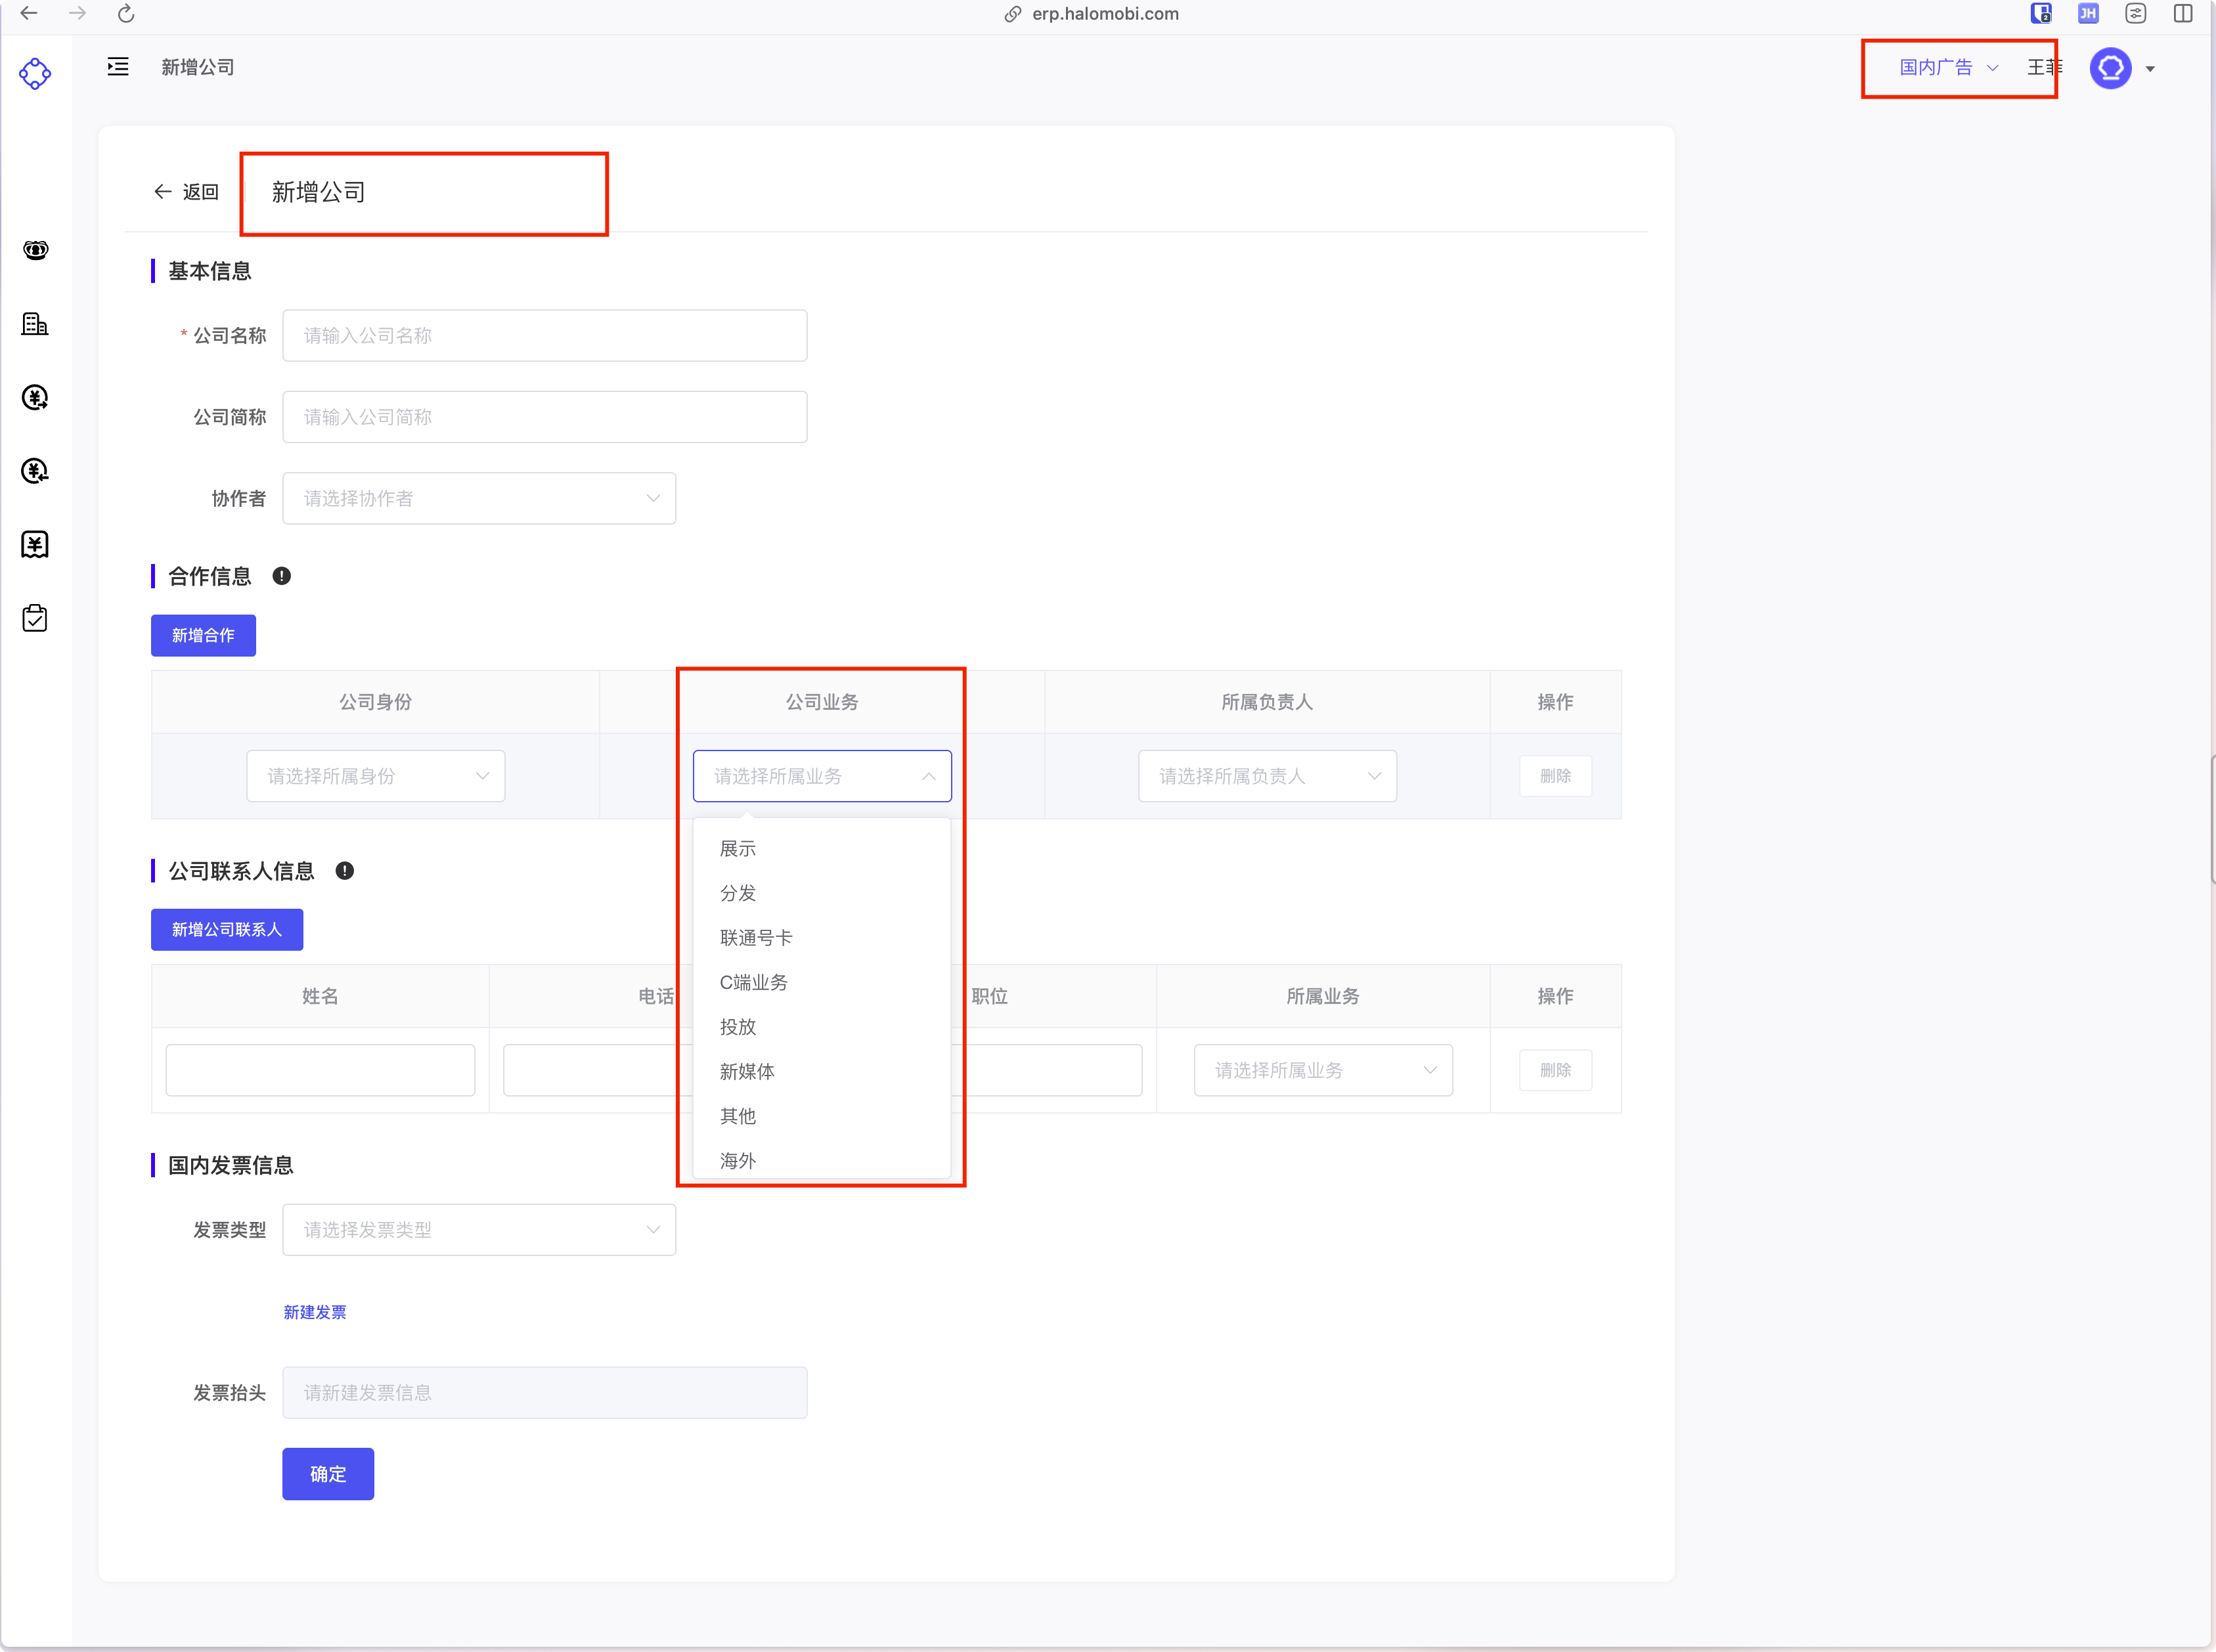 erp.halomobi.com
2
JH
新增公司
国内广告
王菲
返回
新增公司
基本信息
* 公司名称
请输入公司名称
公司简称
请输入公司简称
协作者
请选择协作者
合作信息
新增合作
公司身份
公司业务
所属负责人
操作
请选择所属身份
请选择所属业务
请选择所属负责人
删除
展示
分发
联通号卡
C端业务
投放
新媒体
其他
海外
公司联系人信息
新增公司联系人
姓名
电话
职位
所属业务
操作
请选择所属业务
删除
国内发票信息
发票类型
请选择发票类型
新建发票
发票抬头
请新建发票信息
确定